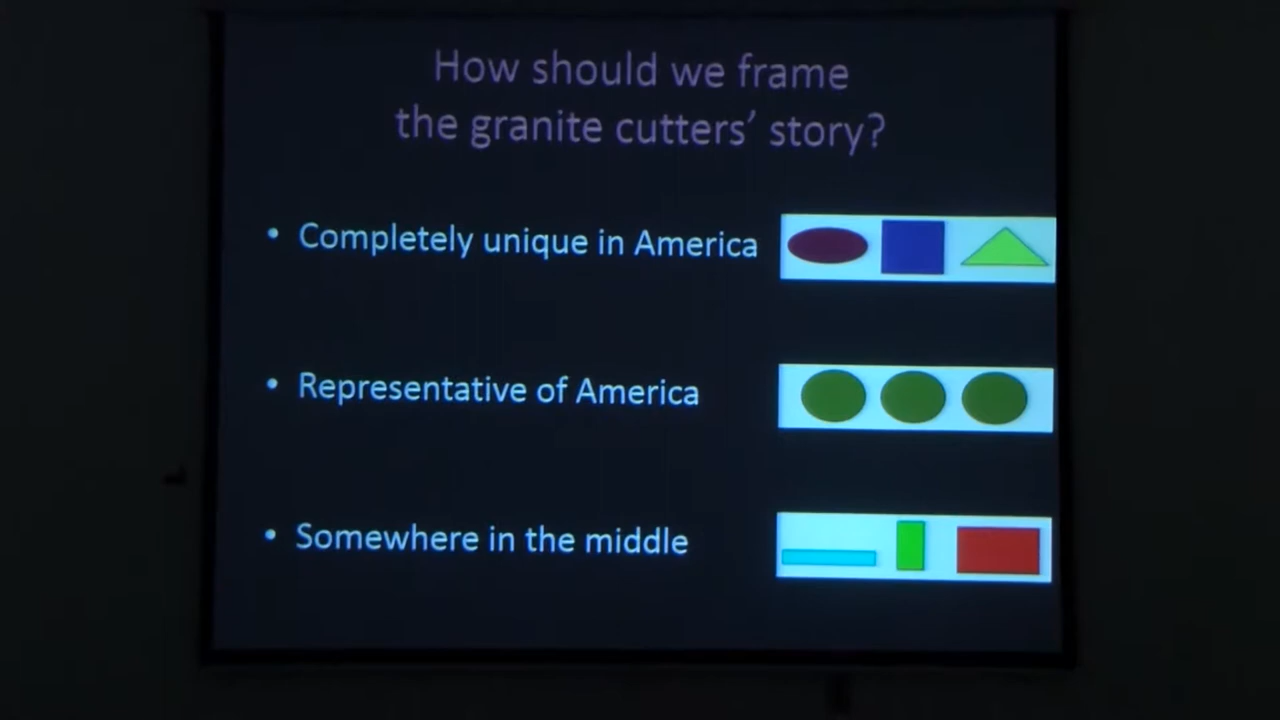 How should we frame
the granite cutters’ story?
• Completely unique in America
• Representative of America
• Somewhere in the middle